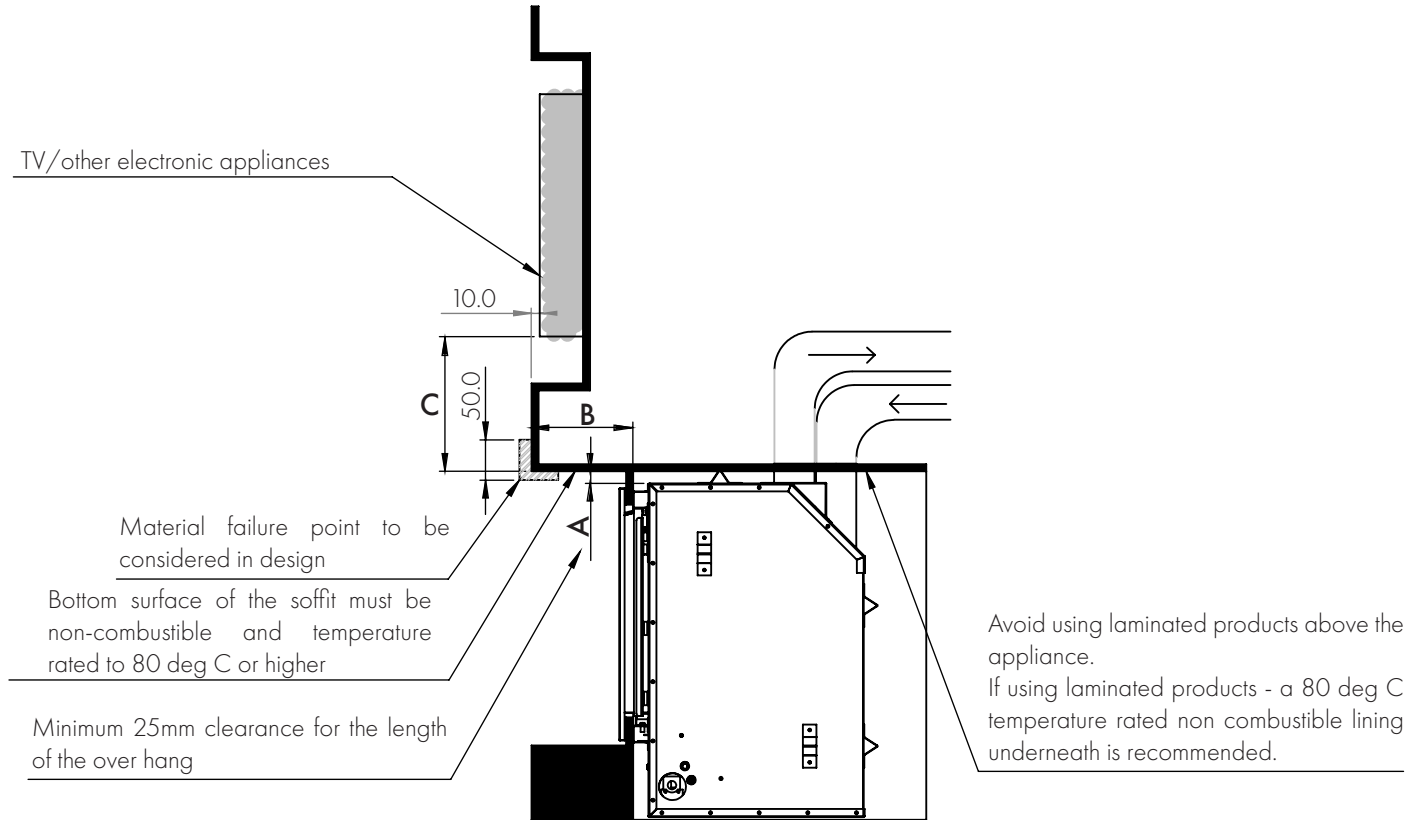 TV/other electronic appliances
10.0
C
50.0
B
A
Material failure point to be
considered in design
Bottom surface of the soffit must be
non-combustible and temperature
rated to 80 deg C or higher
Minimum 25mm clearance for the length
of the over hang
Avoid using laminated products above the
appliance.
If using laminated products - a 80 deg C
temperature rated non combustible lining
underneath is recommended.